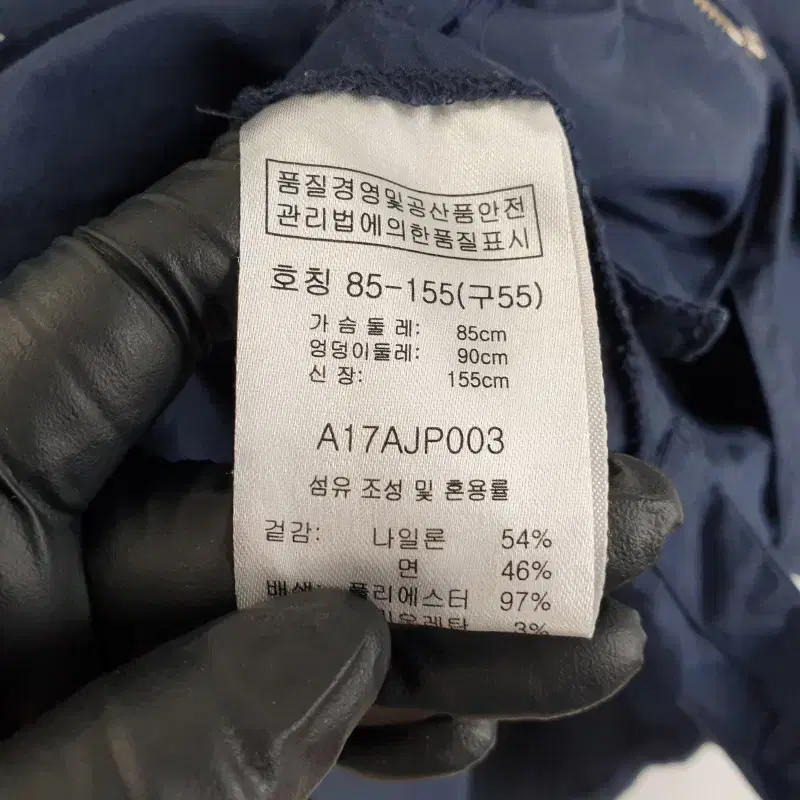 품질경영및공산품안전
관리법에의한품질표시
호칭 85-155(구55)
가 슴 둘 레: 85cm
엉덩이둘레: 90cm
신 장: 155cm
A17AJP003
섬유 조성 및 혼용률
겉감: 나일론 54%
면 46%
배색: 폴리에스터 97%
3%